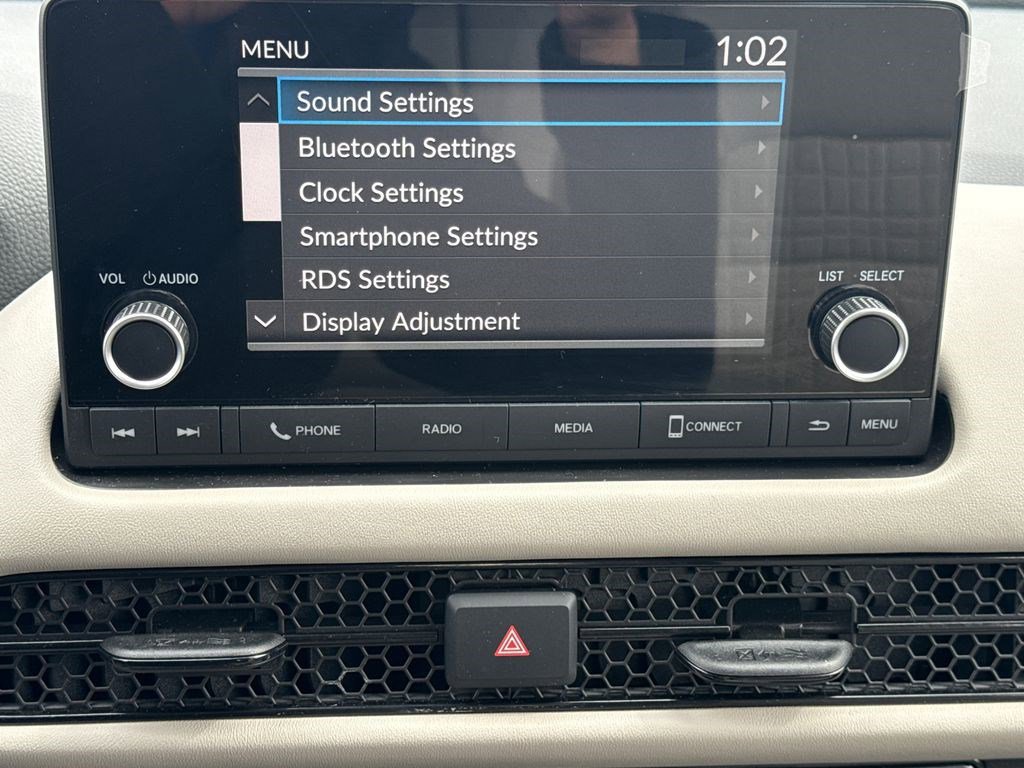 MENU
1:02
Sound Settings
Bluetooth Settings
Clock Settings
Smartphone Settings
RDS Settings
Display Adjustment
VOL AUDIO
LIST SELECT
PHONE
RADIO
MEDIA
CONNECT
MENU